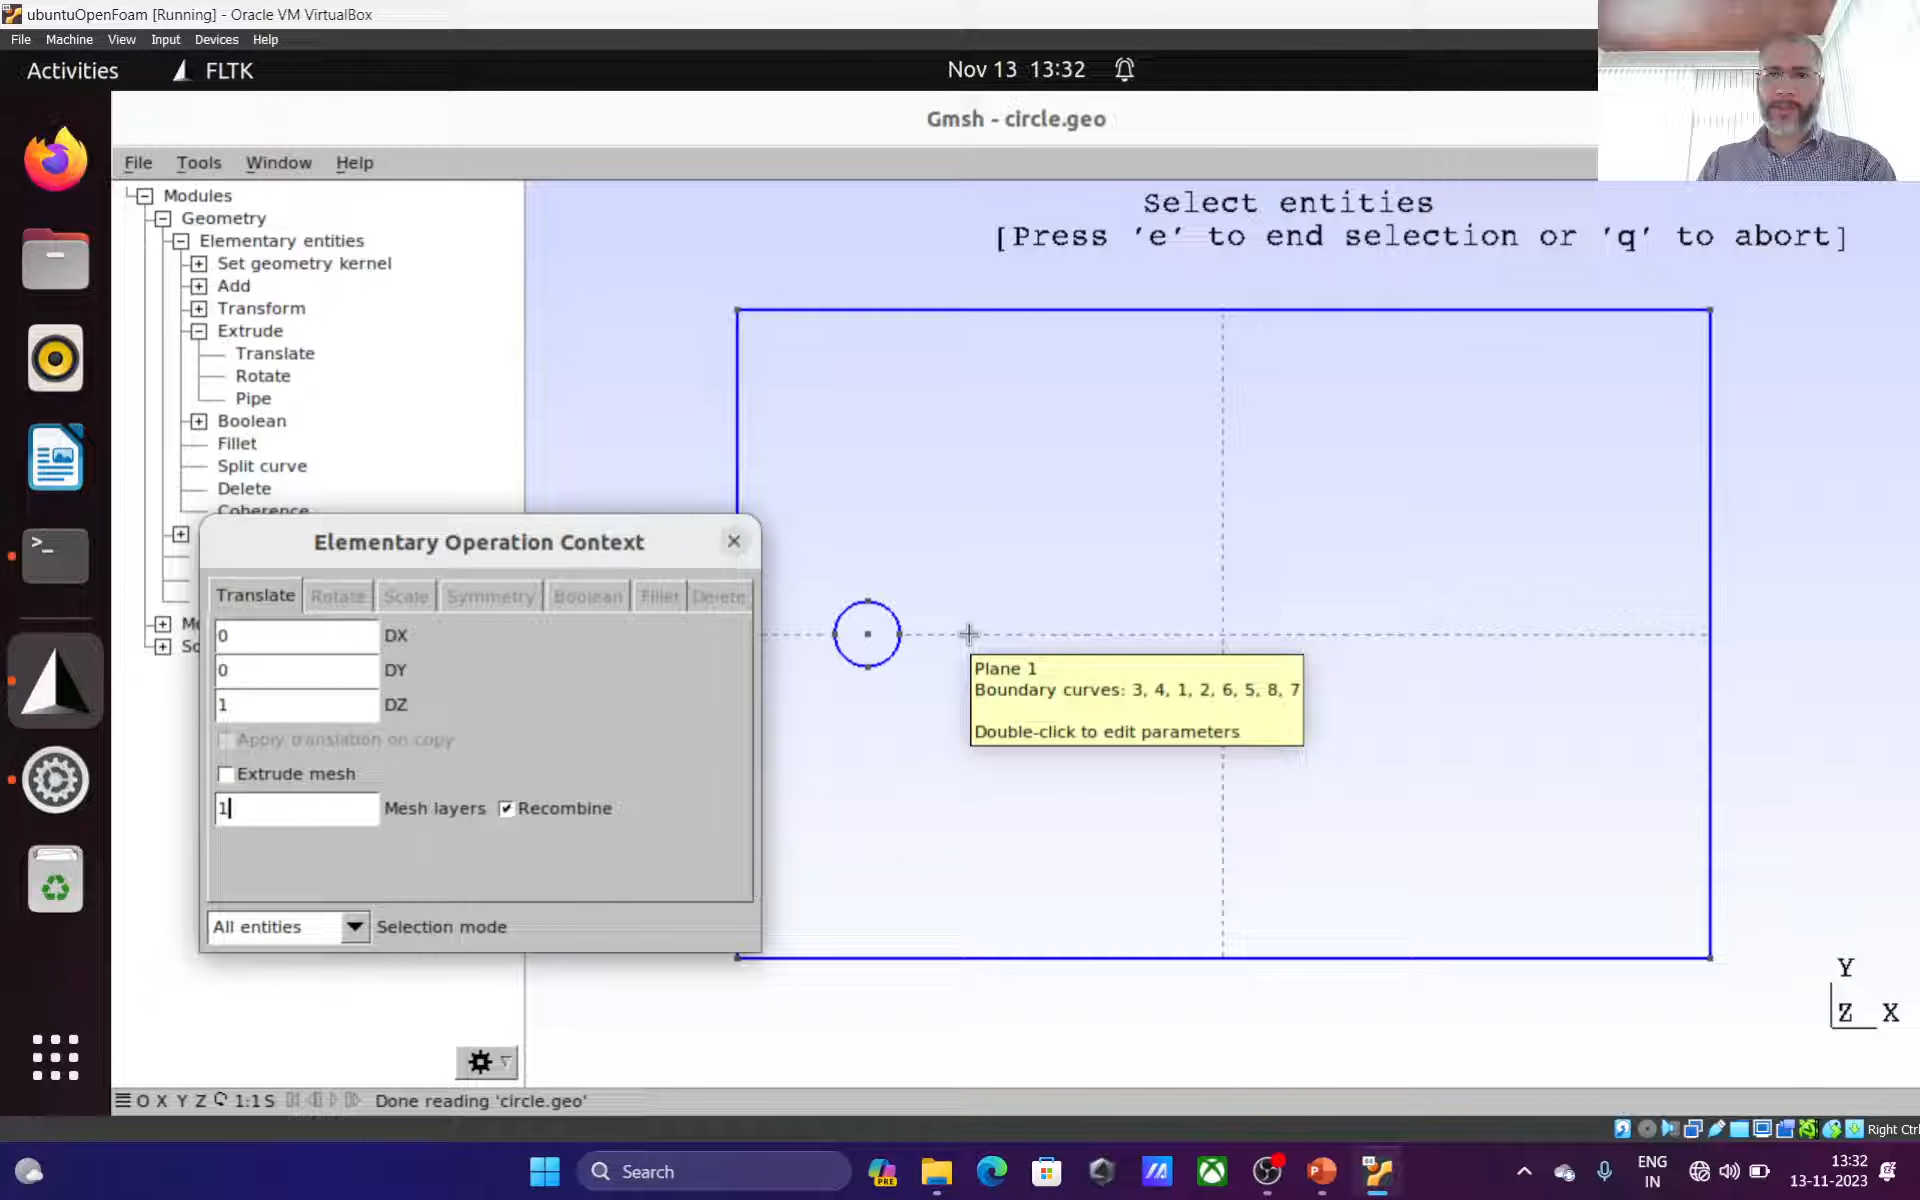 ubuntuOpenFoam [Running] - Oracle VM VirtualBox
File Machine View Input Devices Help
Activities FLTK Nov 13 13:32
Gmsh - circle.geo
File Tools Window Help
Modules
Geometry
Elementary entities
Set geometry kernel
Add
Transform
Extrude
Translate
Rotate
Pipe
Boolean
Fillet
Split curve
Delete
Coherence
Select entities
[Press 'e' to end selection or 'q' to abort]
Elementary Operation Context
Translate Rotate Scale Symmetry Boolean Fillet Delete
0 DX
0 DY
1 DZ
Apply translation on copy
Extrude mesh
1 Mesh layers Recombine
All entities Selection mode
Plane 1
Boundary curves: 3, 4, 1, 2, 6, 5, 8, 7
Double-click to edit parameters
Y
Z X
O X Y Z 1:1 S Done reading 'circle.geo'
Right Ctrl
Search
PRE
ENG
IN
13:32
13-11-2023